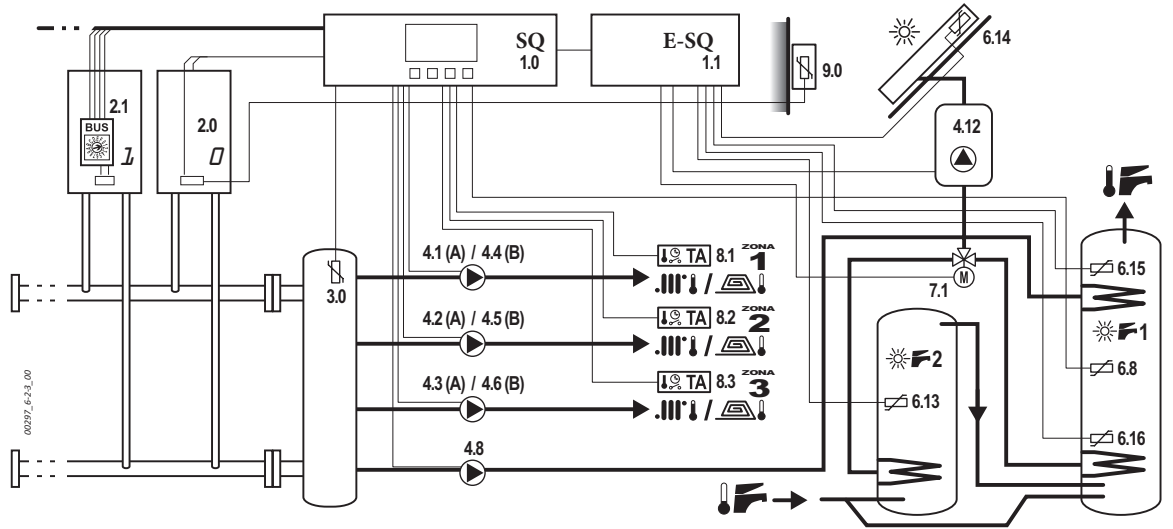 SQ
1.0
E-SQ
1.1
9.0
6.14
2.1
BUS
1
2.0
0
4.12
3.0
4.1 (A) / 4.4 (B)
TA 8.1 ZONA 1
/
4.2 (A) / 4.5 (B)
TA 8.2 ZONA 2
/
4.3 (A) / 4.6 (B)
TA 8.3 ZONA 3
/
4.8
M
7.1
6.15
1
6.8
2
6.13
6.16
00297_6-2-3_00